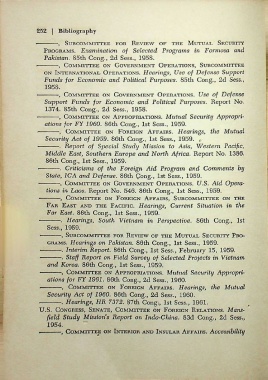 252 | Bibliography
———, SUBCOMMITTEE FOR REVIEW OF THE MUTUAL SECURITY
PROGRAMS. Examination of Selected Programs in Formosa and
Pakistan. 85th Cong., 2d Sess., 1958.
———, COMMITTEE ON GOVERNMENT OPERATIONS, SUBCOMMITTEE
ON INTERNATIONAL OPERATIONS. Hearings, Use of Defense Support
Funds for Economic and Political Purposes. 85th Cong., 2d Sess.,
1958.
———, COMMITTEE ON GOVERNMENT OPERATIONS. Use of Defense
Support Funds for Economic and Political Purposes. Report No.
1374. 85th Cong., 2d Sess., 1958.
———, COMMITTEE ON APPROPRIATIONS. Mutual Security Appropri-
ations for FY 1960. 86th Cong., 1st Sess., 1959.
———, COMMITTEE ON FOREIGN AFFAIRS. Hearings, the Mutual
Security Act of 1959. 86th Cong., 1st Sess., 1959.
———. Report of Special Study Mission to Asia, Western Pacific,
Middle East, Southern Europe and North Africa. Report No. 1386.
86th Cong., 1st Sess., 1959.
———. Criticisms of the Foreign Aid Program and Comments by
State, ICA and Defense. 86th Cong., 1st Sess., 1959.
———, COMMITTEE ON GOVERNMENT OPERATIONS. U.S. Aid Opera-
tions in Laos. Report No. 546. 86th Cong., 1st Sess., 1959.
———, COMMITTEE ON FOREIGN AFFAIRS, SUBCOMMITTEE ON THE
FAR EAST AND THE PACIFIC. Hearings, Current Situation in the
Far East. 86th Cong., 1st Sess., 1959.
———. Hearings, South Vietnam in Perspective. 86th Cong., 1st
Sess., 1959.
———, SUBCOMMITTEE FOR REVIEW OF THE MUTUAL SECURITY PRO-
GRAMS. Hearings on Pakistan. 86th Cong., 1st Sess., 1959.
———. Interim Report. 86th Cong., 1st Sess., February 15, 1959.
———. Staff Report on Field Survey of Selected Projects in Vietnam
and Korea. 86th Cong., 1st Sess., 1959.
———, COMMITTEE ON APPROPRIATIONS. Mutual Security Appropri-
ations for FY 1961. 86th Cong., 2d Sess., 1960.
———, COMMITTEE ON FOREIGN AFFAIRS. Hearings, the Mutual
Security Act of 1960. 86th Cong., 2d Sess., 1960.
———. Hearings, HR 7372. 87th Cong., 1st Sess., 1961.
U.S. CONGRESS, SENATE, COMMITTEE ON FOREIGN RELATIONS. Mans-
field Study Mission's Report on Indo-China. 83d Cong., 2d Sess.,
1954.
———, COMMITTEE ON INTERIOR AND INSULAR AFFAIRS. Accessibility